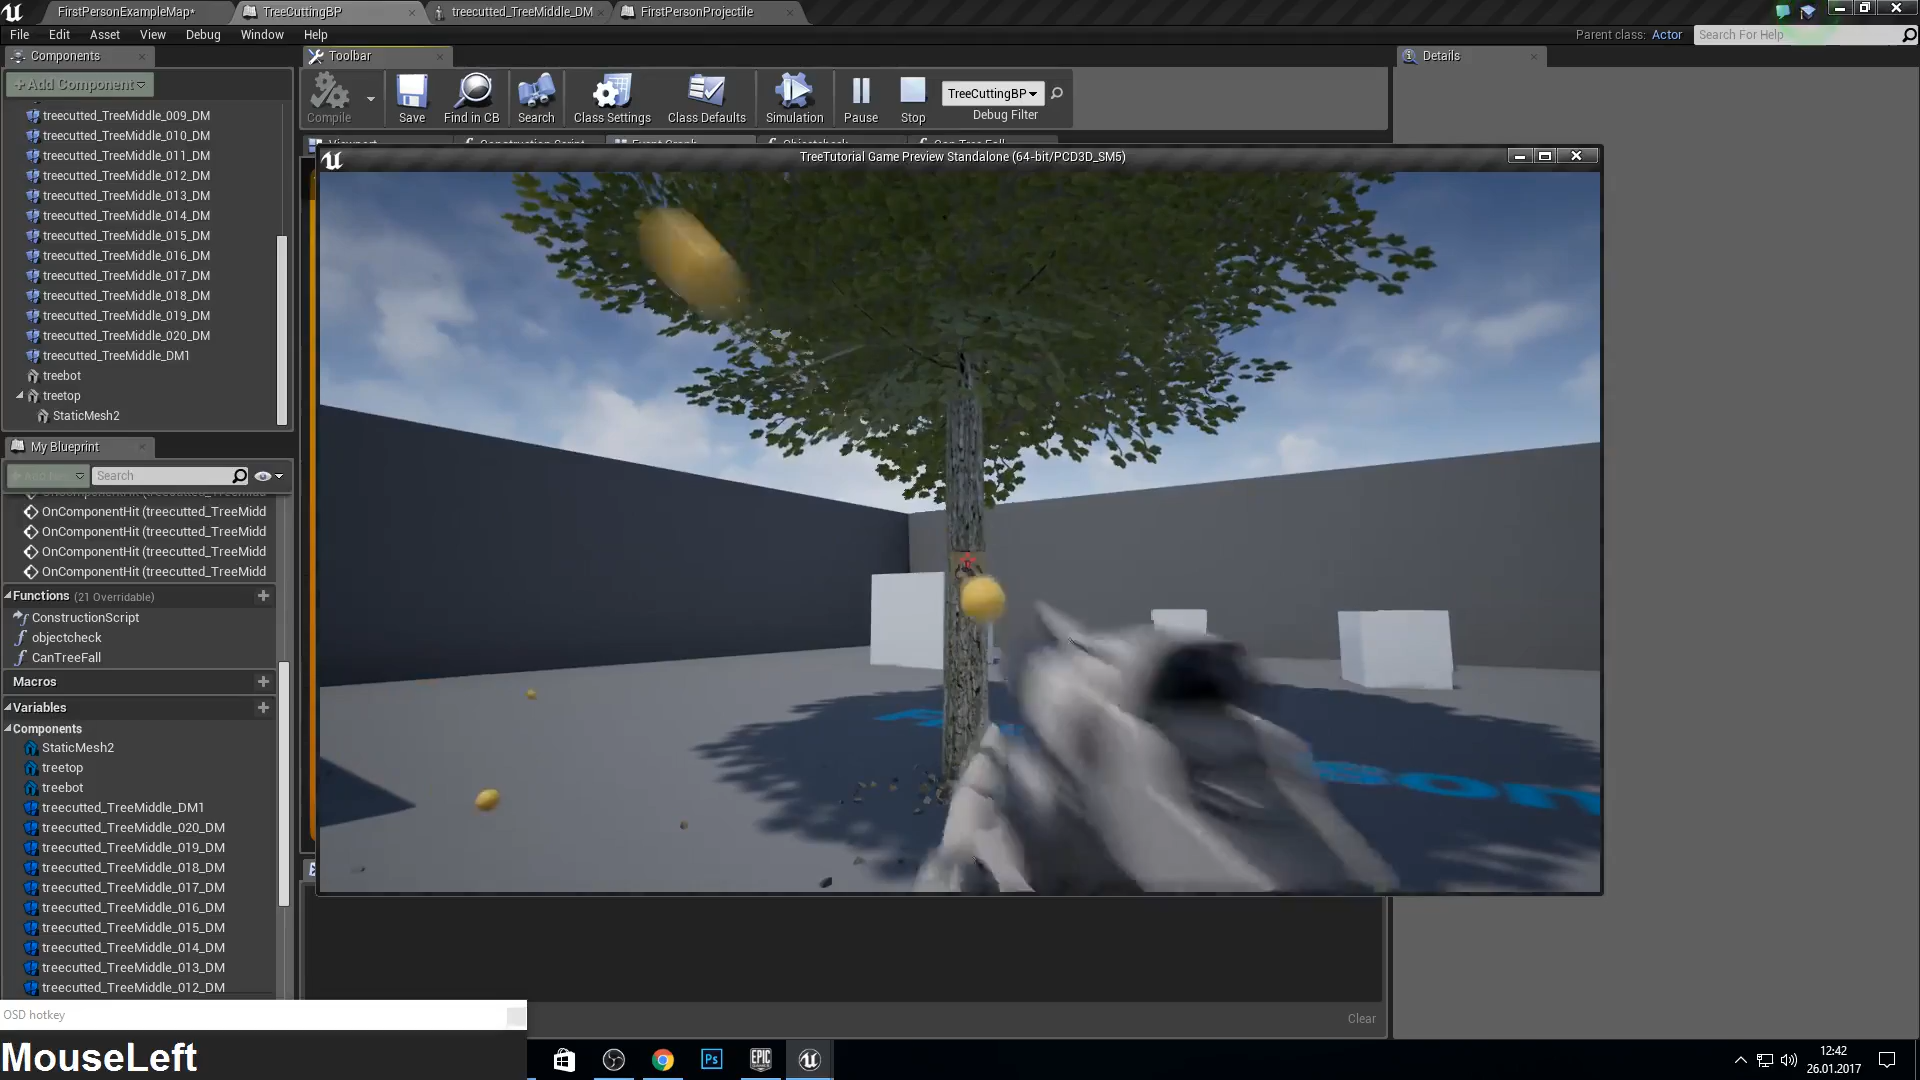 FirstPersonExampleMap*
TreeCuttingBP
treecutted_TreeMiddle_DM
FirstPersonProjectile
File Edit Asset View Debug Window Help
Parent class: Actor
Search For Help
Components
Toolbar
Details
+Add Component
Compile
Save
Find in CB
Search
Class Settings
Class Defaults
Simulation
Pause
Stop
TreeCuttingBP
Debug Filter
TreeTutorial Game Preview Standalone (64-bit/PCD3D_SM5)
treecutted_TreeMiddle_009_DM
treecutted_TreeMiddle_010_DM
treecutted_TreeMiddle_011_DM
treecutted_TreeMiddle_012_DM
treecutted_TreeMiddle_013_DM
treecutted_TreeMiddle_014_DM
treecutted_TreeMiddle_015_DM
treecutted_TreeMiddle_016_DM
treecutted_TreeMiddle_017_DM
treecutted_TreeMiddle_018_DM
treecutted_TreeMiddle_019_DM
treecutted_TreeMiddle_020_DM
treecutted_TreeMiddle_DM1
treebot
treetop
StaticMesh2
My Blueprint
Search
OnComponentHit (treecutted_TreeMidd
OnComponentHit (treecutted_TreeMidd
OnComponentHit (treecutted_TreeMidd
OnComponentHit (treecutted_TreeMidd
Functions (21 Overridable)
ConstructionScript
objectcheck
CanTreeFall
Macros
Variables
Components
StaticMesh2
treetop
treebot
treecutted_TreeMiddle_DM1
treecutted_TreeMiddle_020_DM
treecutted_TreeMiddle_019_DM
treecutted_TreeMiddle_018_DM
treecutted_TreeMiddle_017_DM
treecutted_TreeMiddle_016_DM
treecutted_TreeMiddle_015_DM
treecutted_TreeMiddle_014_DM
treecutted_TreeMiddle_013_DM
treecutted_TreeMiddle_012_DM
OSD hotkey
MouseLeft
Clear
Ps
EPIC
12:42
26.01.2017